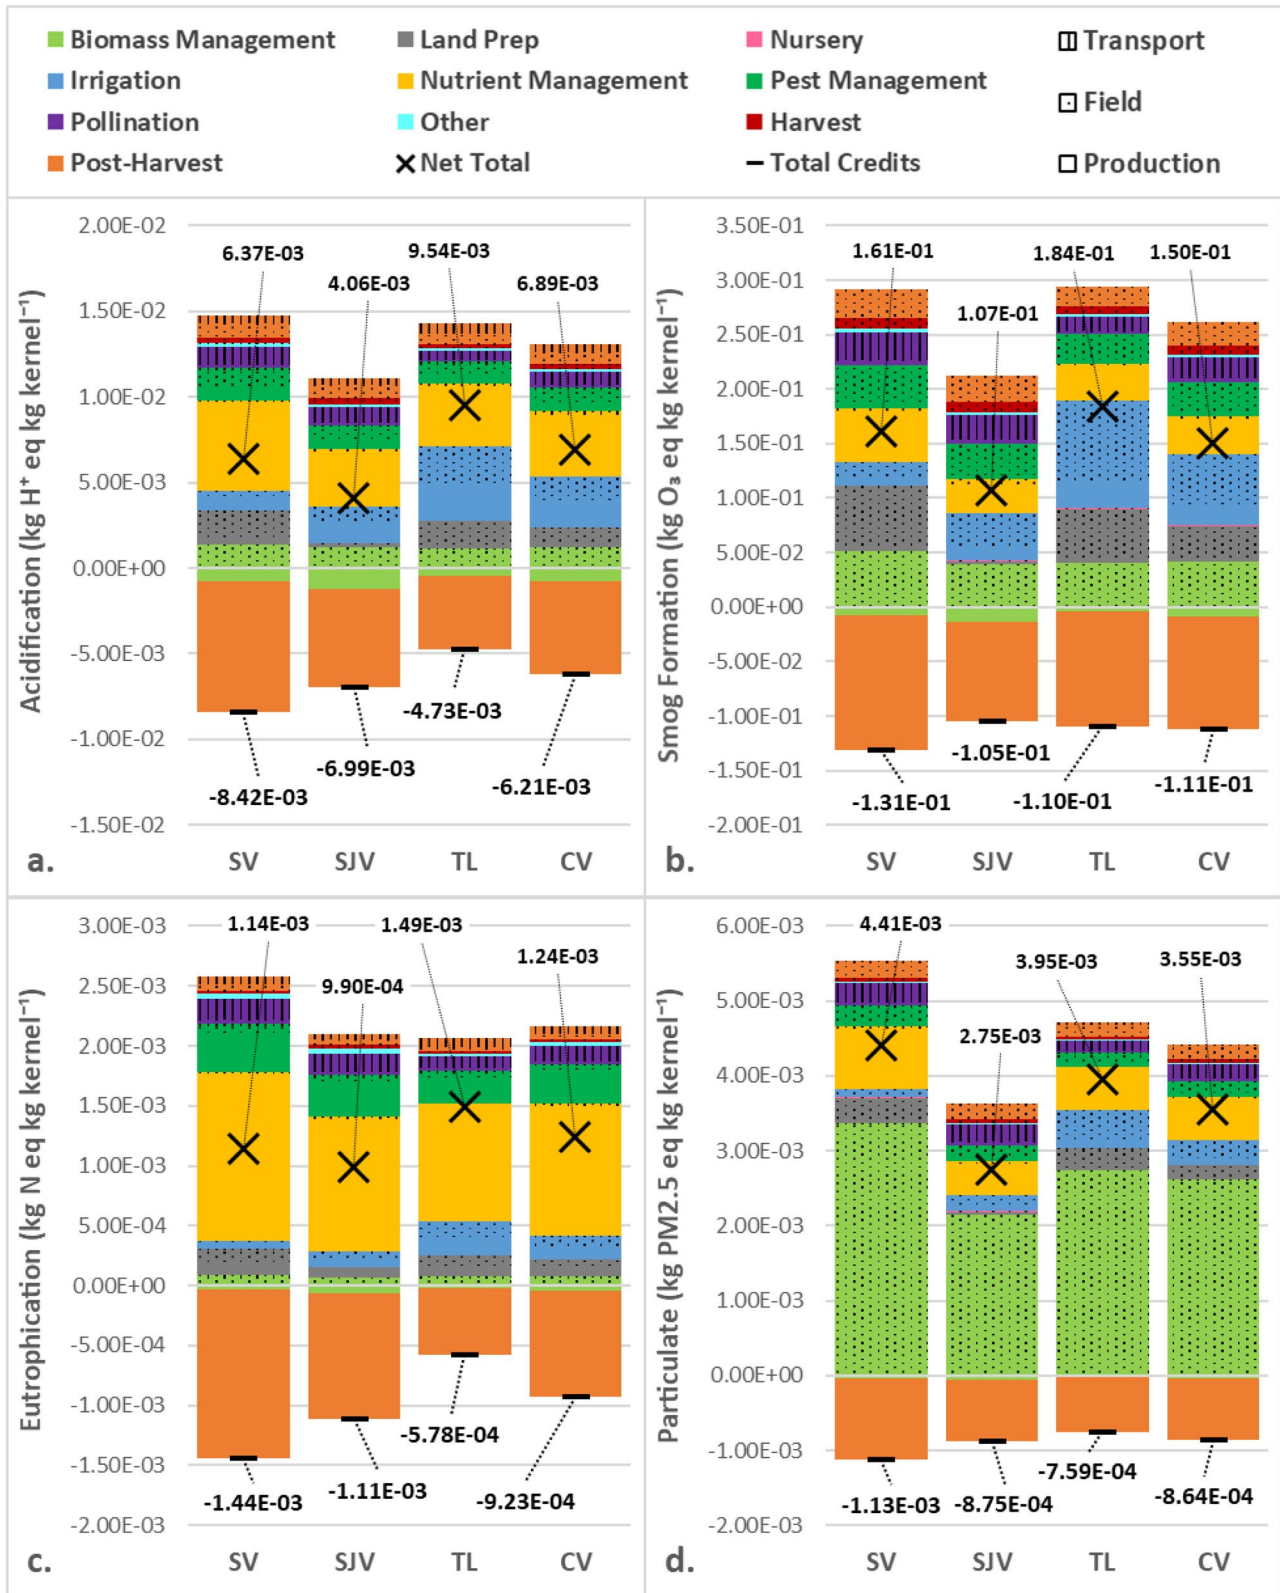 Biomass Management Land Prep Nursery Transport
Irrigation Nutrient Management Pest Management
Field
Pollination Other Harvest
Post-Harvest Net Total Total Credits Production
Acidification (kg H⁺ eq kg kernel⁻¹)
2.00E-02
1.50E-02
1.00E-02
5.00E-03
0.00E+00
-5.00E-03
-1.00E-02
-1.50E-02
6.37E-03
4.06E-03
9.54E-03
6.89E-03
-8.42E-03
-6.99E-03
-4.73E-03
-6.21E-03
a. SV SJV TL CV
Smog Formation (kg O₃ eq kg kernel⁻¹)
3.50E-01
3.00E-01
2.50E-01
2.00E-01
1.50E-01
1.00E-01
5.00E-02
0.00E+00
-5.00E-02
-1.00E-01
-1.50E-01
-2.00E-01
1.61E-01
1.07E-01
1.84E-01
1.50E-01
-1.31E-01
-1.05E-01
-1.10E-01
-1.11E-01
b. SV SJV TL CV
Eutrophication (kg N eq kg kernel⁻¹)
3.00E-03
2.50E-03
2.00E-03
1.50E-03
1.00E-03
5.00E-04
0.00E+00
-5.00E-04
-1.00E-03
-1.50E-03
-2.00E-03
1.14E-03
9.90E-04
1.49E-03
1.24E-03
-1.44E-03
-1.11E-03
-5.78E-04
-9.23E-04
c. SV SJV TL CV
Particulate (kg PM2.5 eq kg kernel⁻¹)
6.00E-03
5.00E-03
4.00E-03
3.00E-03
2.00E-03
1.00E-03
0.00E+00
-1.00E-03
-2.00E-03
4.41E-03
2.75E-03
3.95E-03
3.55E-03
-1.13E-03
-8.75E-04
-7.59E-04
-8.64E-04
d. SV SJV TL CV